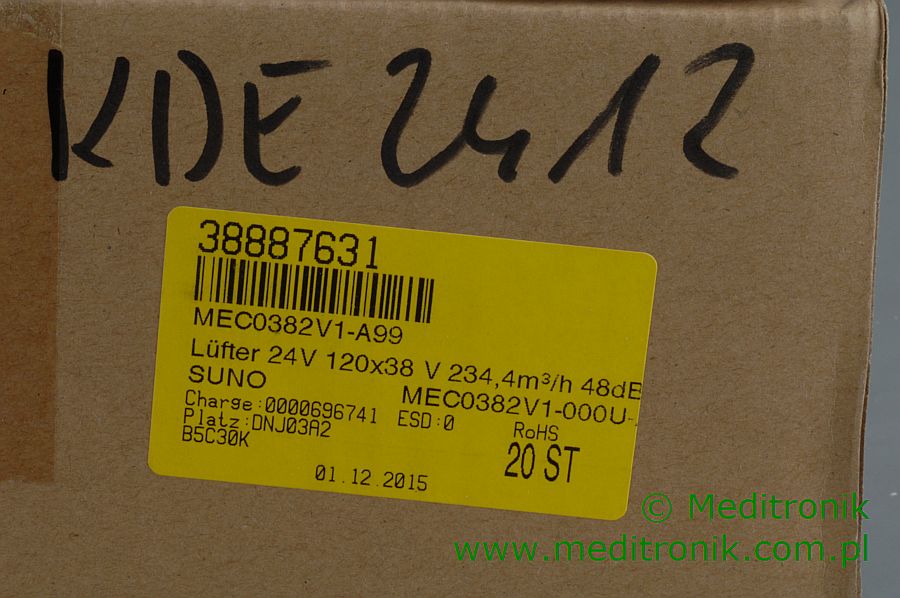 KDE 2412
38887631
MEC0382V1-A99
Lüfter 24V 120x38 V 234,4m³/h 48dB
SUNO
MEC0382V1-000U-
Charge:0000696741
ESD:0
RoHS
Platz:DNJ03A2
B5C30K
20 ST
01.12.2015
© Meditronik
www.meditronik.com.pl